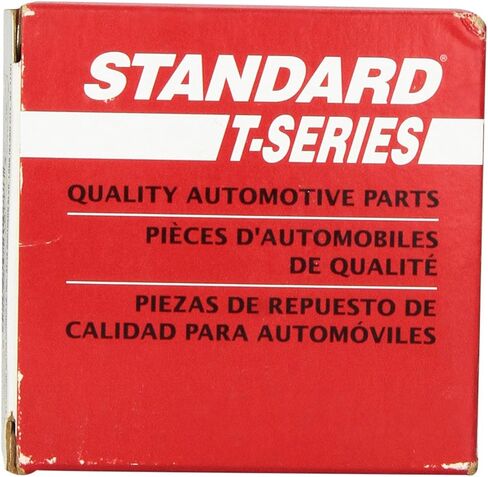 STANDARD®
T-SERIES
QUALITY AUTOMOTIVE PARTS
PIÈCES D'AUTOMOBILES
DE QUALITÉ
PIEZAS DE REPUESTO DE
CALIDAD PARA AUTOMÓVILES